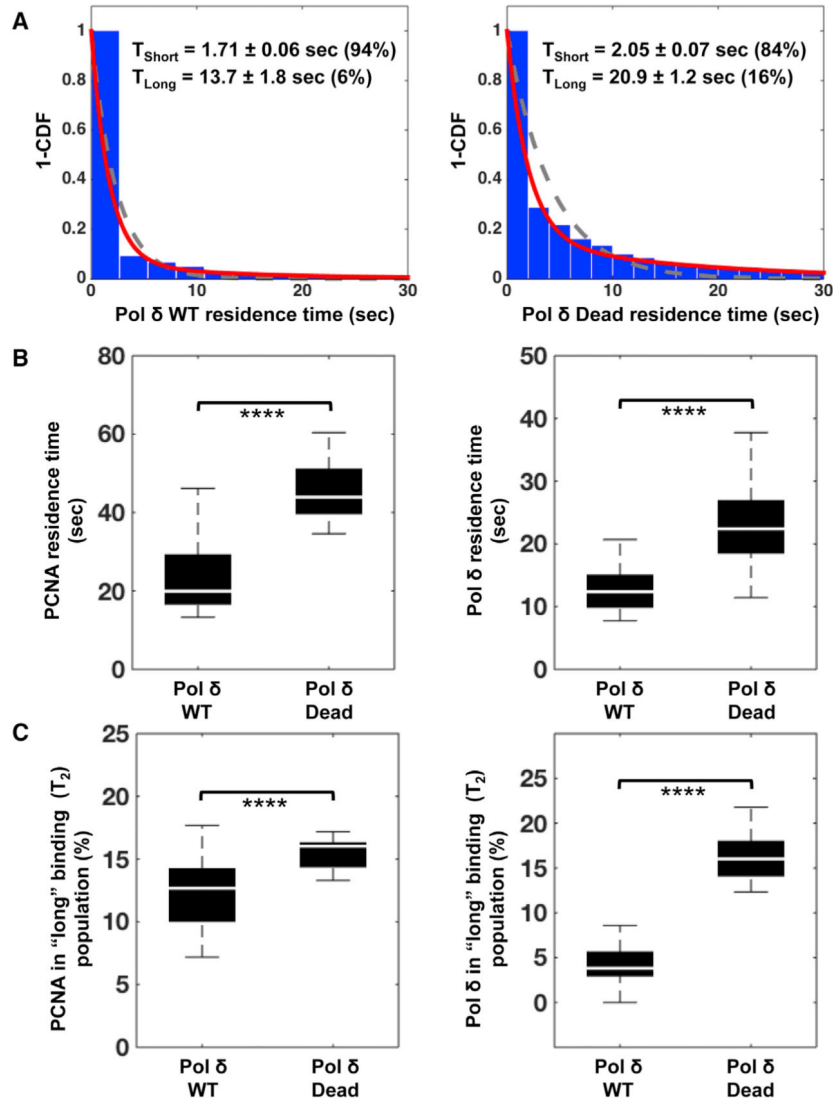 A
T_Short = 1.71 ± 0.06 sec (94%)
T_Long = 13.7 ± 1.8 sec (6%)
1-CDF
1
0.8
0.6
0.4
0.2
0
0 10 20 30
Pol δ WT residence time (sec)
T_Short = 2.05 ± 0.07 sec (84%)
T_Long = 20.9 ± 1.2 sec (16%)
1-CDF
1
0.8
0.6
0.4
0.2
0
0 10 20 30
Pol δ Dead residence time (sec)
B
PCNA residence time
(sec)
80
60
40
20
0
****
Pol δ
WT
Pol δ
Dead
Pol δ residence time
(sec)
50
40
30
20
10
0
****
Pol δ
WT
Pol δ
Dead
C
PCNA in “long” binding (T₂)
population (%)
25
20
15
10
5
0
****
Pol δ
WT
Pol δ
Dead
Pol δ in “long” binding (T₂)
population (%)
25
20
15
10
5
0
****
Pol δ
WT
Pol δ
Dead